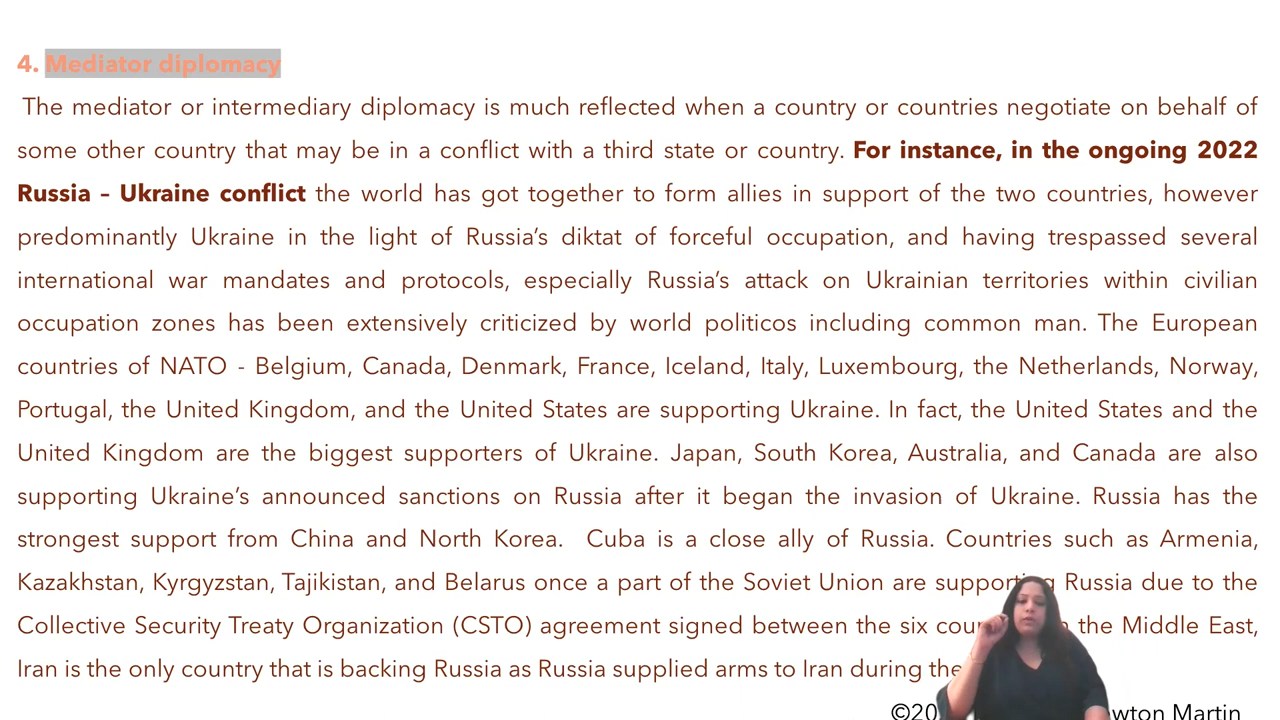 4. Mediator diplomacy
The mediator or intermediary diplomacy is much reflected when a country or countries negotiate on behalf of
some other country that may be in a conflict with a third state or country. For instance, in the ongoing 2022
Russia – Ukraine conflict the world has got together to form allies in support of the two countries, however
predominantly Ukraine in the light of Russia’s diktat of forceful occupation, and having trespassed several
international war mandates and protocols, especially Russia’s attack on Ukrainian territories within civilian
occupation zones has been extensively criticized by world politicos including common man. The European
countries of NATO - Belgium, Canada, Denmark, France, Iceland, Italy, Luxembourg, the Netherlands, Norway,
Portugal, the United Kingdom, and the United States are supporting Ukraine. In fact, the United States and the
United Kingdom are the biggest supporters of Ukraine. Japan, South Korea, Australia, and Canada are also
supporting Ukraine’s announced sanctions on Russia after it began the invasion of Ukraine. Russia has the
strongest support from China and North Korea. Cuba is a close ally of Russia. Countries such as Armenia,
Kazakhstan, Kyrgyzstan, Tajikistan, and Belarus once a part of the Soviet Union are supporting Russia due to the
Collective Security Treaty Organization (CSTO) agreement signed between the six the Middle East,
Iran is the only country that is backing Russia as Russia supplied arms to Iran during the
Martin